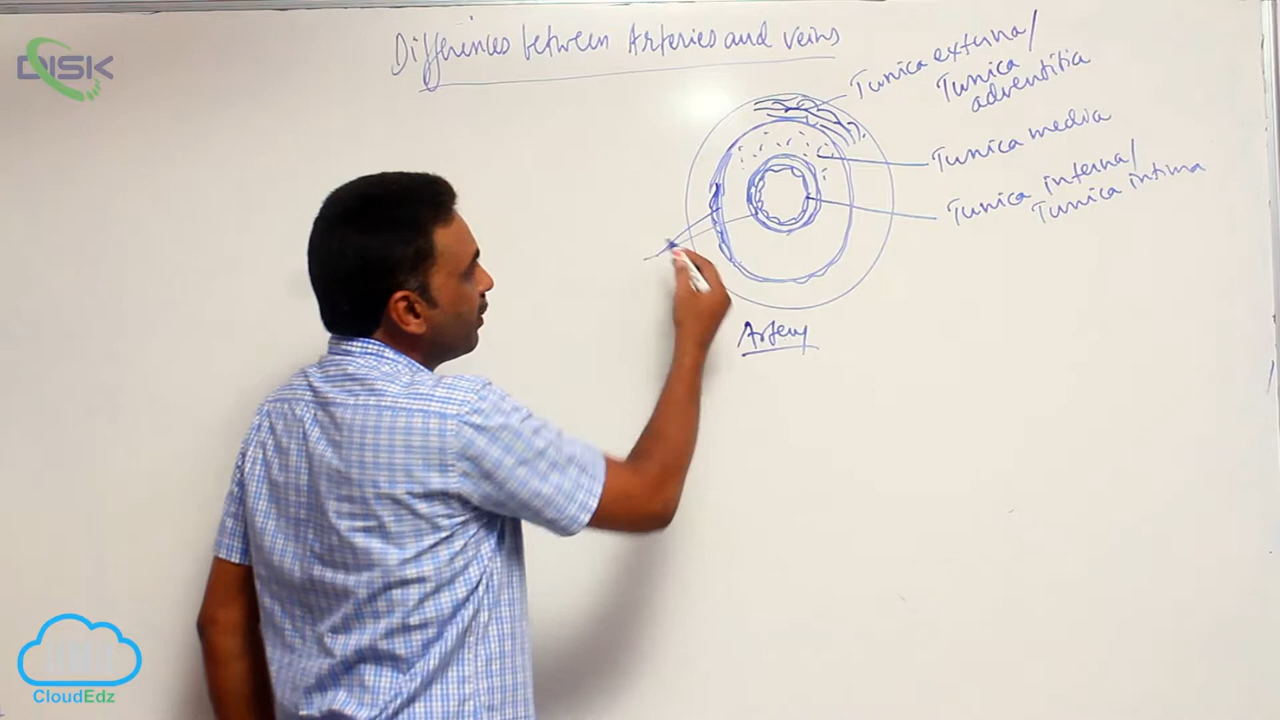 DISK
Differences between Arteries and veins
Tunica externa/
Tunica
adventitia
Tunica media
Tunica interna/
Tunica intima
Artery
CloudEdz